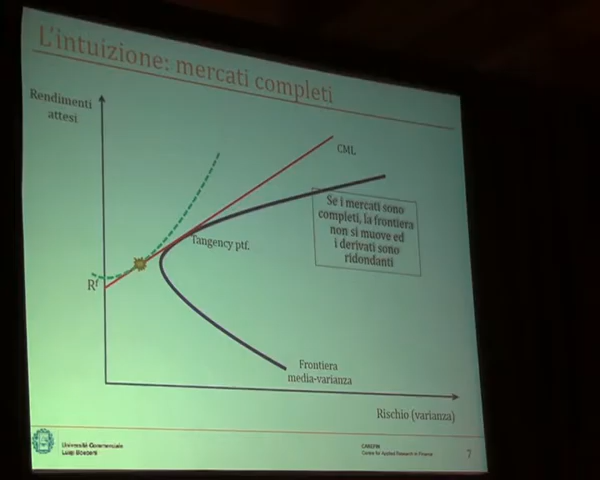 L'intuizione: mercati completi
Rendimenti
attesi
CML
Se i mercati sono
completi, la frontiera
non si muove ed
i derivati sono
ridondanti
Tangency ptf.
Rf
Frontiera
media-varianza
Rischio (varianza)
Università Commerciale
Luigi Bocconi
CAREFIN
Centre for Applied Research in Finance
7